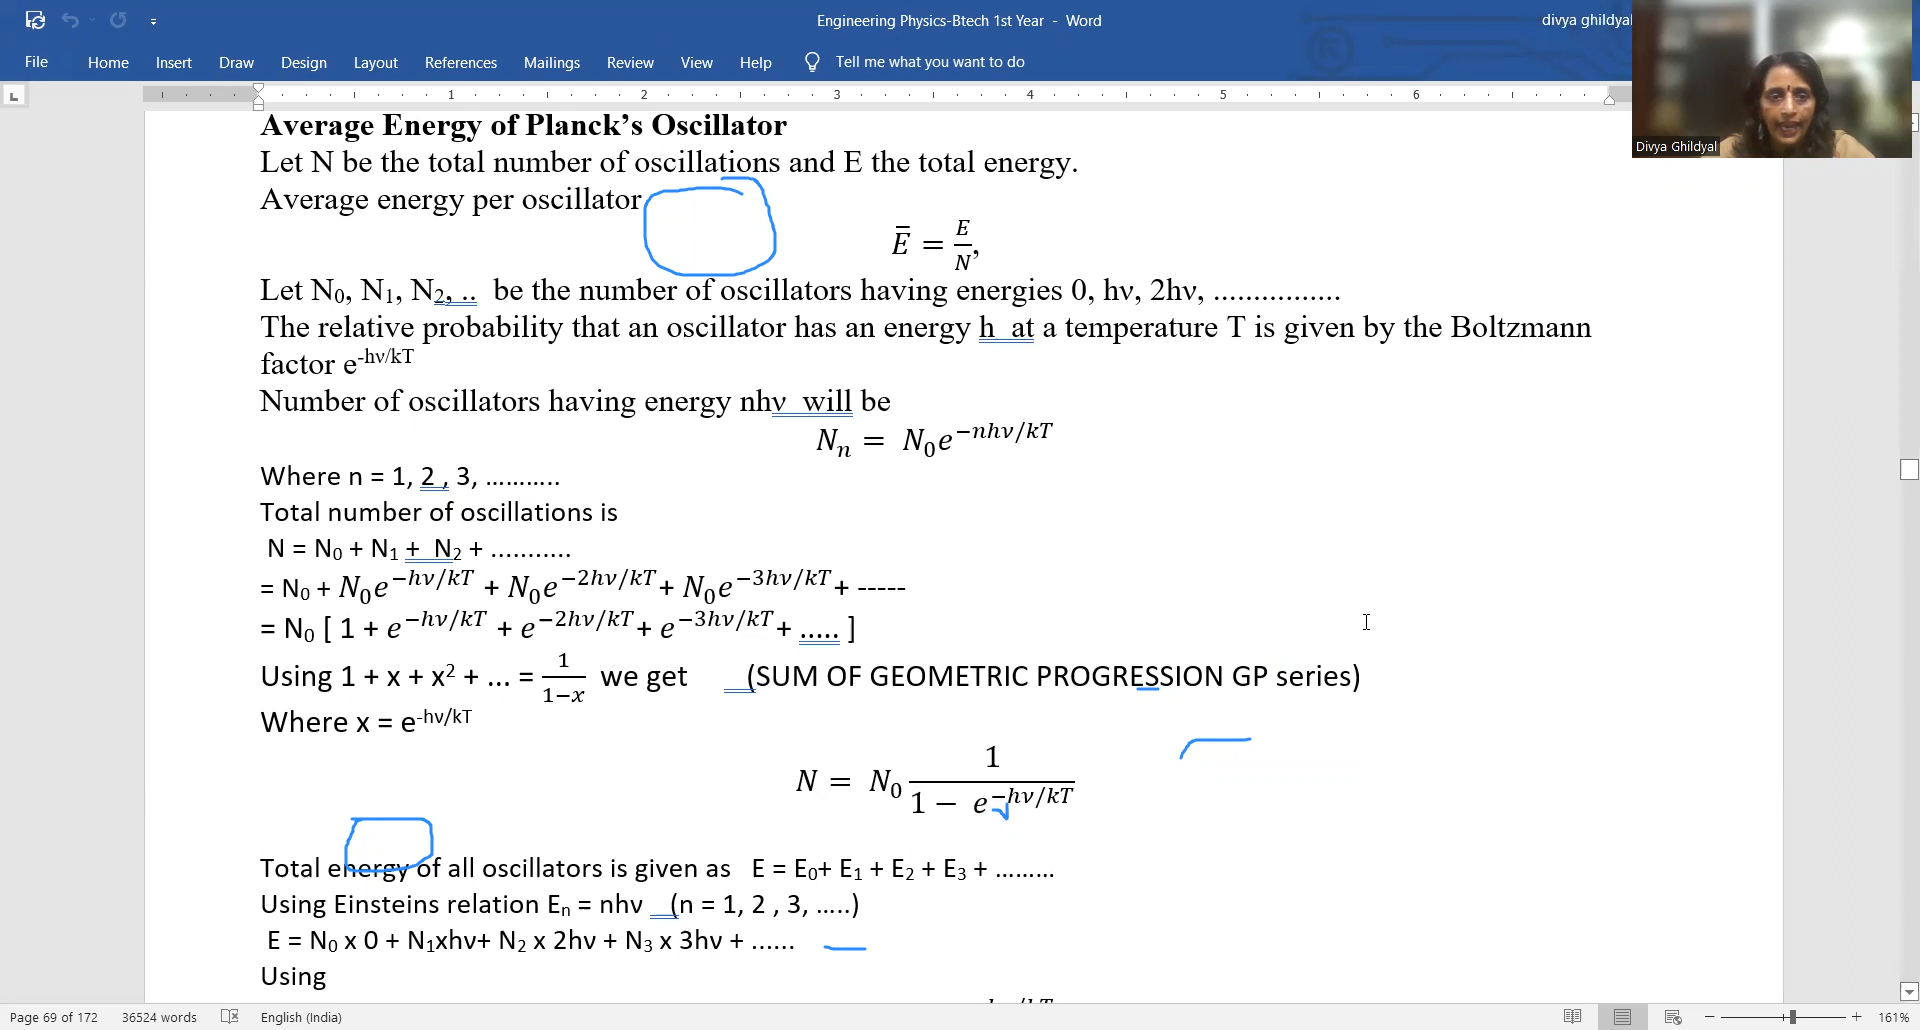 Engineering Physics-Btech 1st Year - Word
divya ghildyal
File Home Insert Draw Design Layout References Mailings Review View Help Tell me what you want to do
1 2 3 4 5 6
Divya Ghildyal
Average Energy of Planck's Oscillator
Let N be the total number of oscillations and E the total energy.
Average energy per oscillator
Ē = E/N,
Let N₀, N₁, N₂, .. be the number of oscillators having energies 0, hν, 2hν, ................
The relative probability that an oscillator has an energy h at a temperature T is given by the Boltzmann
factor e^-hν/kT
Number of oscillators having energy nhν will be
Nₙ = N₀e^−nhν/kT
Where n = 1, 2 , 3, ...........
Total number of oscillations is
N = N₀ + N₁ + N₂ + ...........
= N₀ + N₀e^−hν/kT + N₀e^−2hν/kT + N₀e^−3hν/kT + -----
= N₀ [ 1 + e^−hν/kT + e^−2hν/kT + e^−3hν/kT + ..... ]
Using 1 + x + x² + ... = 1/(1−x) we get (SUM OF GEOMETRIC PROGRESSION GP series)
Where x = e^-hν/kT
N = N₀ 1/(1 − e^−hν/kT)
Total energy of all oscillators is given as E = E₀+ E₁ + E₂ + E₃ + .........
Using Einsteins relation Eₙ = nhν (n = 1, 2 , 3, .....)
E = N₀ x 0 + N₁xhν+ N₂ x 2hν + N₃ x 3hν + ......
Using
Page 69 of 172 36524 words English (India) 161%